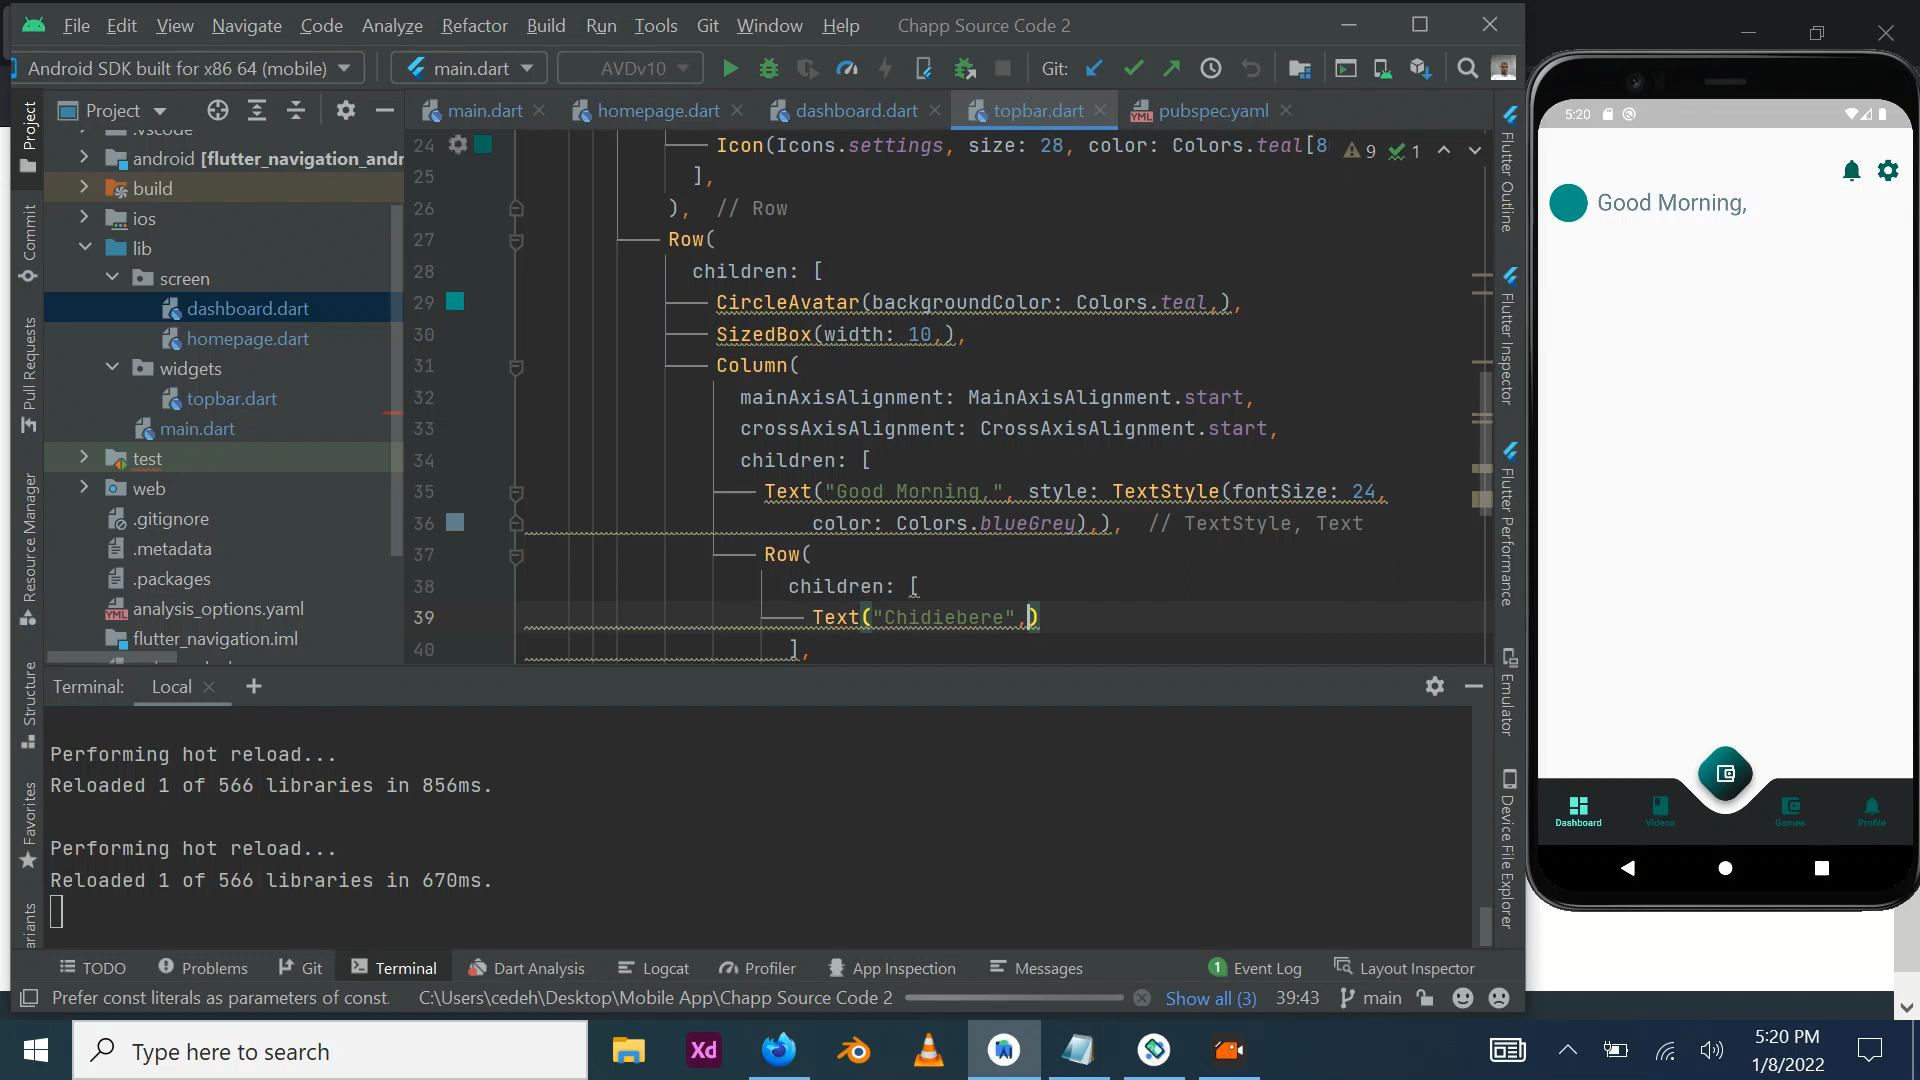 File Edit View Navigate Code Analyze Refactor Build Run Tools Git Window Help Chapp Source Code 2
Android SDK built for x86 64 (mobile) main.dart AVDv10 Git:
Project main.dart homepage.dart dashboard.dart topbar.dart pubspec.yaml
.vscode
android [flutter_navigation_andr
build
ios
lib
screen
dashboard.dart
homepage.dart
widgets
topbar.dart
main.dart
test
web
.gitignore
.metadata
.packages
analysis_options.yaml
flutter_navigation.iml
Project
Commit
Pull Requests
Resource Manager
Structure
Favorites
ariants
24 Icon(Icons.settings, size: 28, color: Colors.teal[8 9 1
25 ],
26 ), // Row
27 Row(
28 children: [
29 CircleAvatar(backgroundColor: Colors.teal,),
30 SizedBox(width: 10,),
31 Column(
32 mainAxisAlignment: MainAxisAlignment.start,
33 crossAxisAlignment: CrossAxisAlignment.start,
34 children: [
35 Text("Good Morning,", style: TextStyle(fontSize: 24,
36 color: Colors.blueGrey),), // TextStyle, Text
37 Row(
38 children: [
39 Text("Chidiebere",)
40 ],
Flutter Outline
Flutter Inspector
Flutter Performance
Emulator
Device File Explorer
Terminal: Local
Performing hot reload...
Reloaded 1 of 566 libraries in 856ms.
Performing hot reload...
Reloaded 1 of 566 libraries in 670ms.
TODO Problems Git Terminal Dart Analysis Logcat Profiler App Inspection Messages 1 Event Log Layout Inspector
Prefer const literals as parameters of const. C:\Users\cedeh\Desktop\Mobile App\Chapp Source Code 2 Show all (3) 39:43 main
5:20
Good Morning,
Dashboard Videos Games Profile
Type here to search
Xd
5:20 PM
1/8/2022